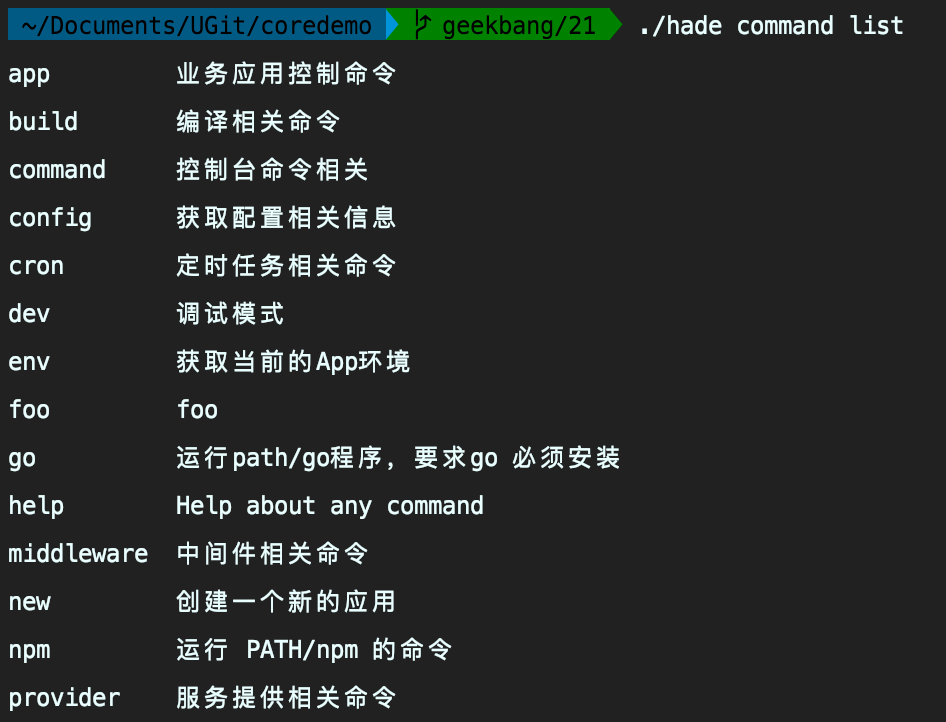 ~/Documents/UGit/coredemo geekbang/21 ./hade command list
app 业务应用控制命令
build 编译相关命令
command 控制台命令相关
config 获取配置相关信息
cron 定时任务相关命令
dev 调试模式
env 获取当前的App环境
foo foo
go 运行path/go程序，要求go 必须安装
help Help about any command
middleware 中间件相关命令
new 创建一个新的应用
npm 运行 PATH/npm 的命令
provider 服务提供相关命令